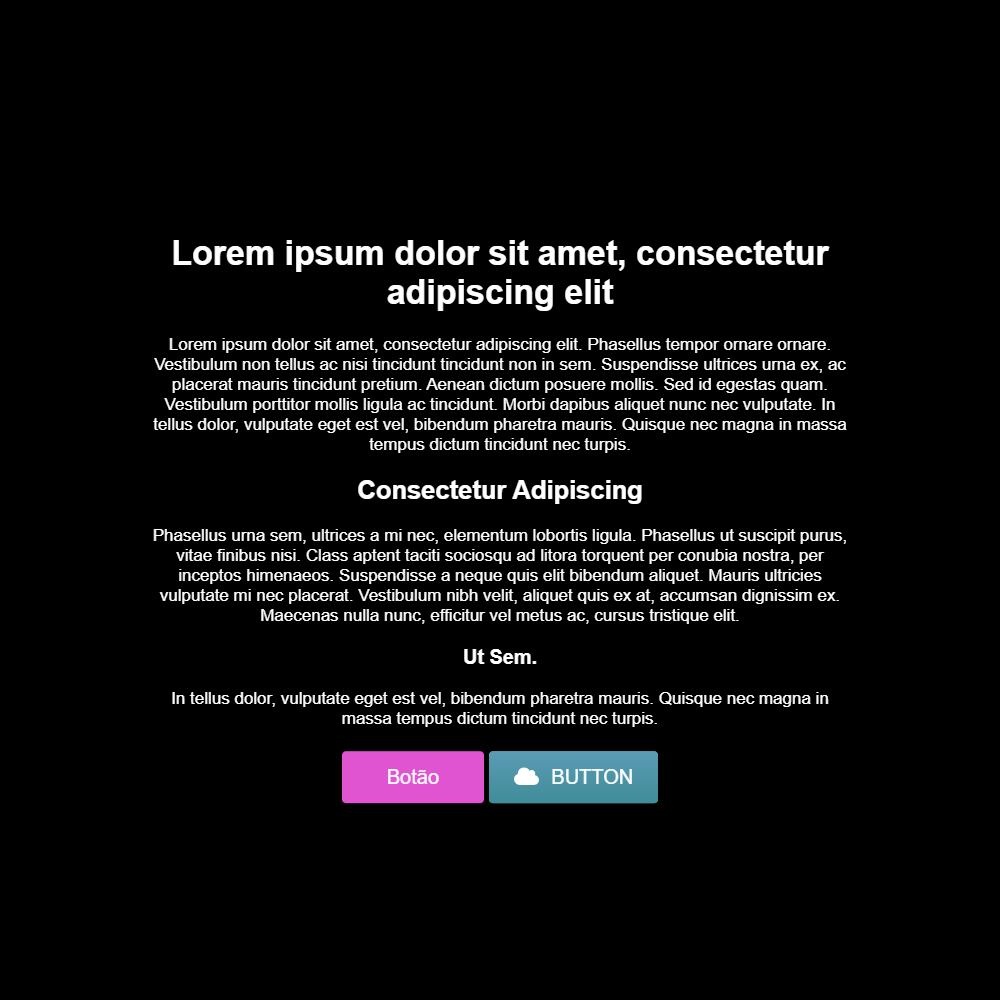 Lorem ipsum dolor sit amet, consectetur
adipiscing elit
Lorem ipsum dolor sit amet, consectetur adipiscing elit. Phasellus tempor ornare ornare.
Vestibulum non tellus ac nisi tincidunt tincidunt non in sem. Suspendisse ultrices urna ex, ac
placerat mauris tincidunt pretium. Aenean dictum posuere mollis. Sed id egestas quam.
Vestibulum porttitor mollis ligula ac tincidunt. Morbi dapibus aliquet nunc nec vulputate. In
tellus dolor, vulputate eget est vel, bibendum pharetra mauris. Quisque nec magna in massa
tempus dictum tincidunt nec turpis.
Consectetur Adipiscing
Phasellus urna sem, ultrices a mi nec, elementum lobortis ligula. Phasellus ut suscipit purus,
vitae finibus nisi. Class aptent taciti sociosqu ad litora torquent per conubia nostra, per
inceptos himenaeos. Suspendisse a neque quis elit bibendum aliquet. Mauris ultricies
vulputate mi nec placerat. Vestibulum nibh velit, aliquet quis ex at, accumsan dignissim ex.
Maecenas nulla nunc, efficitur vel metus ac, cursus tristique elit.
Ut Sem.
In tellus dolor, vulputate eget est vel, bibendum pharetra mauris. Quisque nec magna in
massa tempus dictum tincidunt nec turpis.
Botão BUTTON